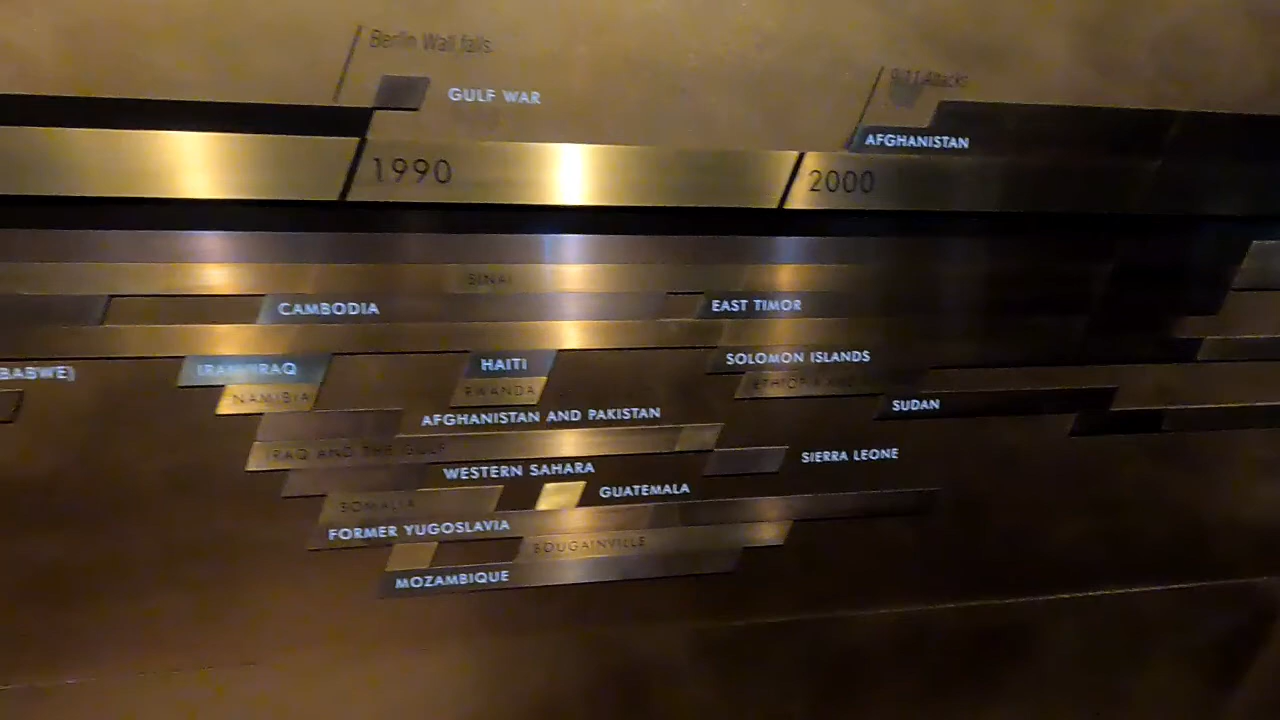 Berlin Wall falls
GULF WAR
9-11 Attacks
AFGHANISTAN
1990
2000
SINAI
CAMBODIA
EAST TIMOR
BABWE)
IRAN IRAQ
HAITI
SOLOMON ISLANDS
NAMIBIA
RWANDA
ETHIOPIA AND
SUDAN
AFGHANISTAN AND PAKISTAN
IRAQ AND THE GULF
SIERRA LEONE
WESTERN SAHARA
GUATEMALA
SOMALIA
FORMER YUGOSLAVIA
BOUGAINVILLE
MOZAMBIQUE